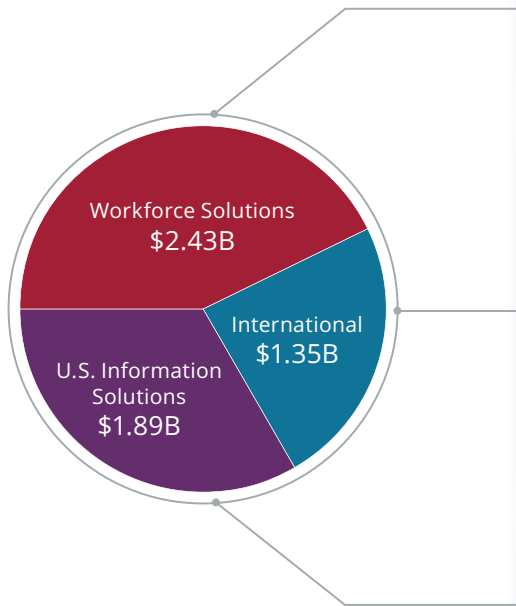 Workforce Solutions
$2.43B
International
$1.35B
U.S. Information
Solutions
$1.89B